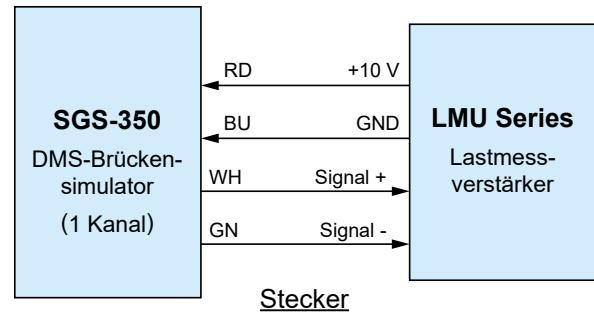 SGS-350
DMS-Brücken-
simulator
(1 Kanal)
RD +10 V
BU GND
WH Signal +
GN Signal -
LMU Series
Lastmess-
verstärker
Stecker